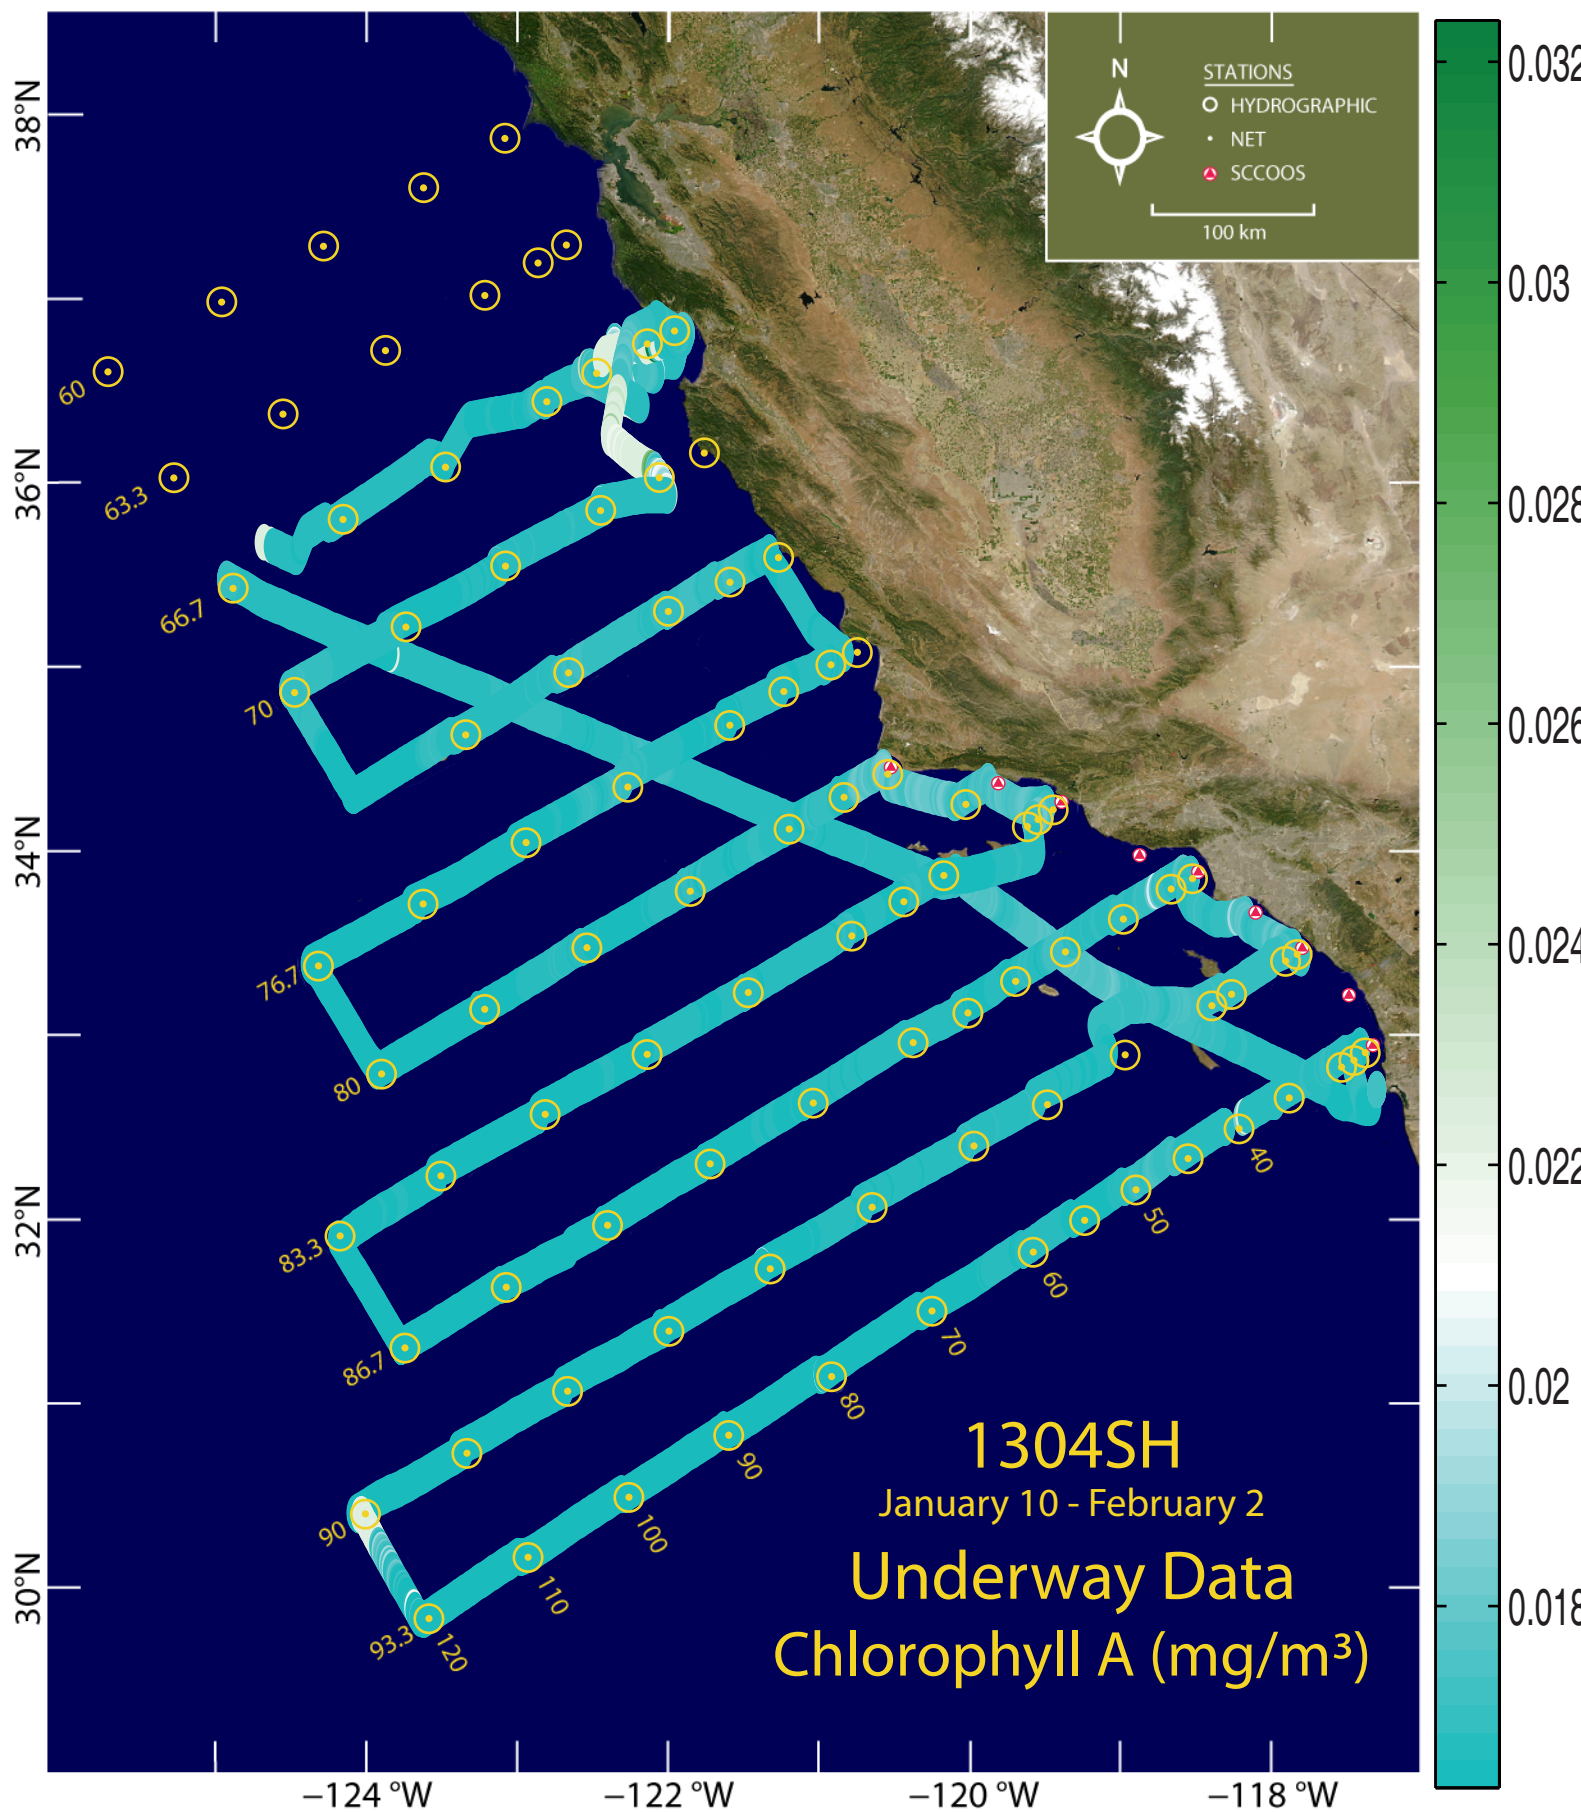 N
STATIONS
HYDROGRAPHIC
NET
SCCOOS
100 km
38°N
36°N
34°N
32°N
30°N
60
63.3
66.7
70
76.7
80
83.3
86.7
90
93.3
120
110
100
90
80
70
60
50
40
1304SH
January 10 - February 2
Underway Data
Chlorophyll A (mg/m³)
−124 °W
−122 °W
−120 °W
−118 °W
0.032
0.03
0.028
0.026
0.024
0.022
0.02
0.018